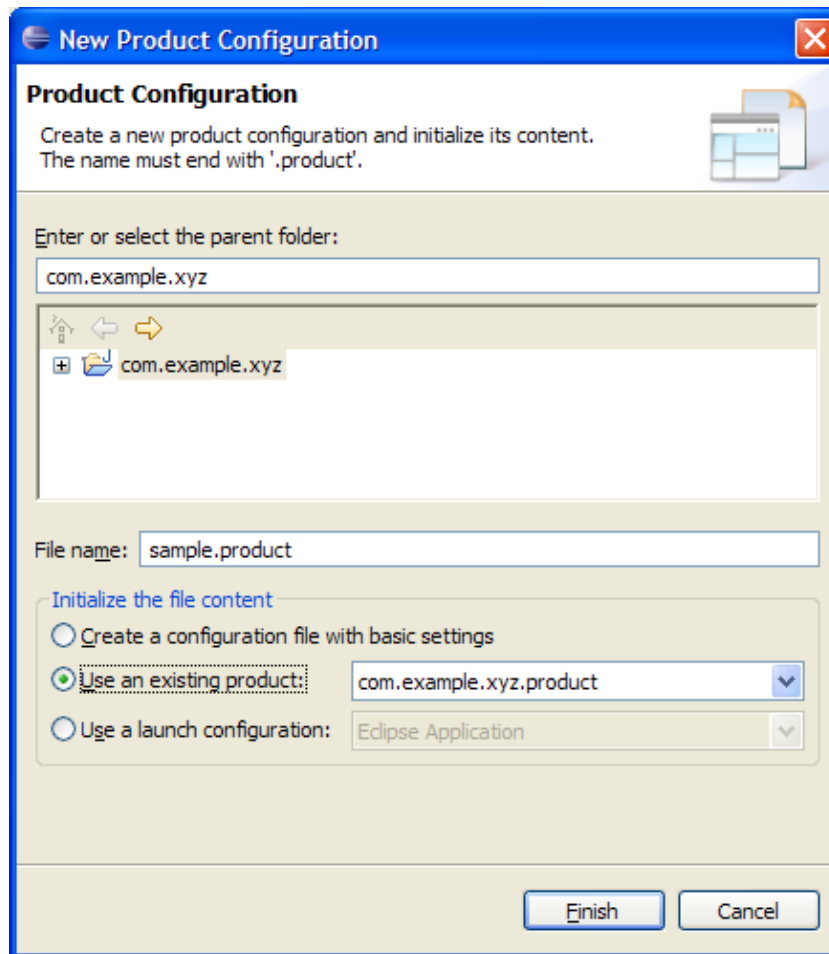 New Product Configuration
Product Configuration
Create a new product configuration and initialize its content.
The name must end with '.product'.
Enter or select the parent folder:
com.example.xyz
com.example.xyz
File name: sample.product
Initialize the file content
Create a configuration file with basic settings
Use an existing product: com.example.xyz.product
Use a launch configuration: Eclipse Application
Finish Cancel